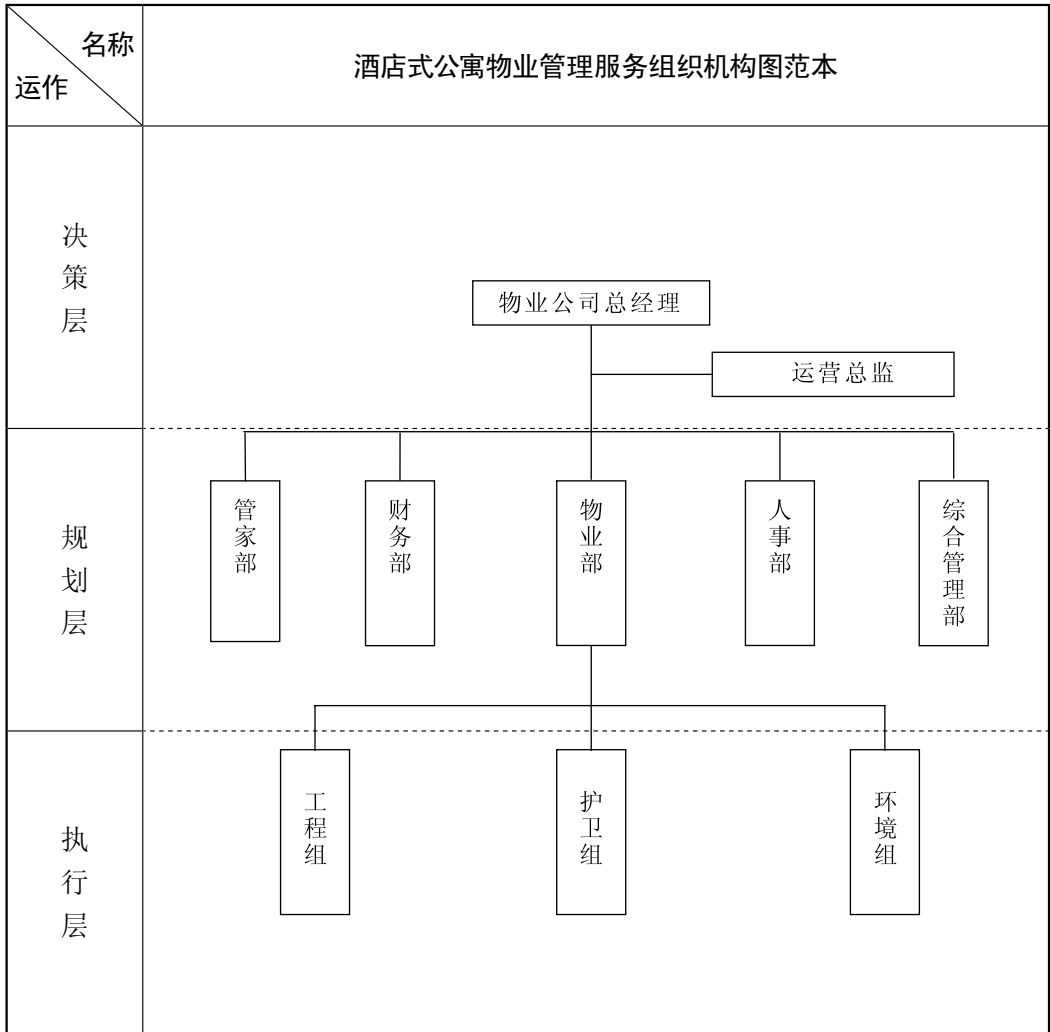 名称
运作
酒店式公寓物业管理服务组织机构图范本
决策层
物业公司总经理
运营总监
规划层
管家部
财务部
物业部
人事部
综合管理部
执行层
工程组
护卫组
环境组